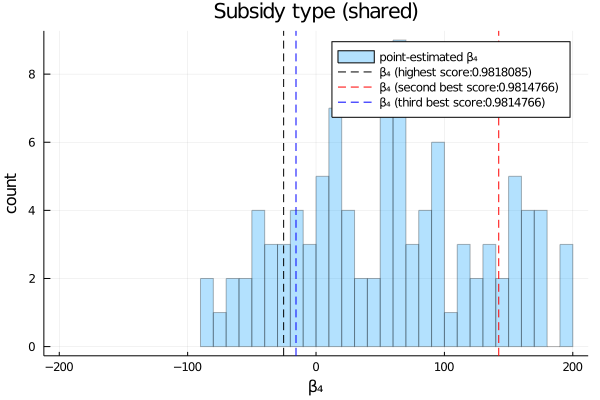 Subsidy type (shared)
point-estimated β₄
β₄ (highest score:0.9818085)
β₄ (second best score:0.9814766)
β₄ (third best score:0.9814766)
count
8
6
4
2
0
−200
−100
0
100
200
β₄